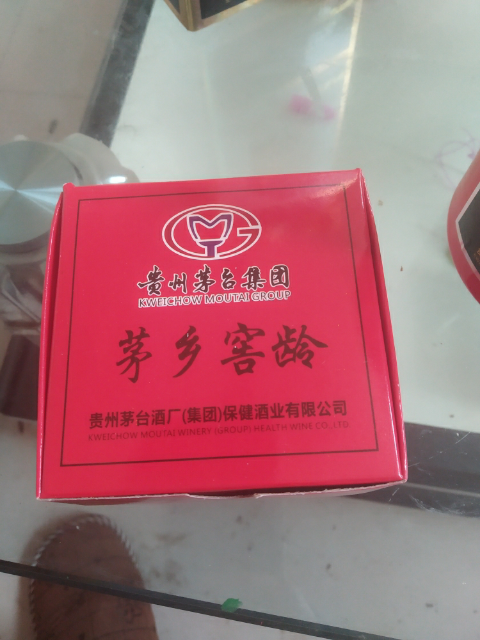 贵州茅台集团
KWEICHOW MOUTAI GROUP
茅乡窖龄
贵州茅台酒厂(集团)保健酒业有限公司
KWEICHOW MOUTAI WINERY (GROUP) HEALTH WINE CO.,LTD.